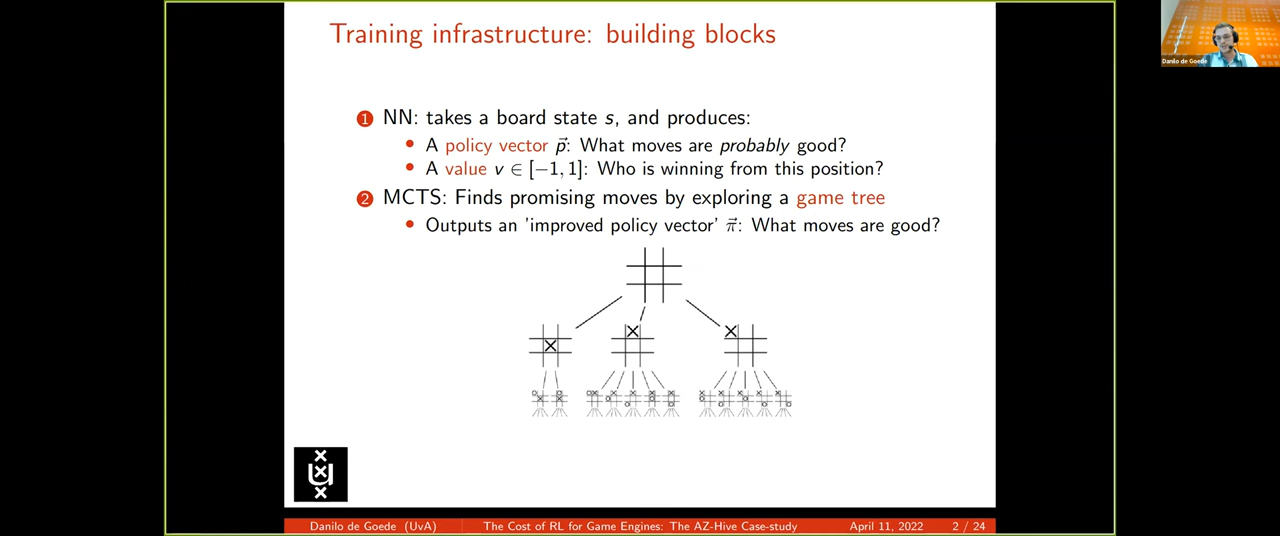 Training infrastructure: building blocks
Danilo de Goede
1 NN: takes a board state s, and produces:
• A policy vector p⃗: What moves are probably good?
• A value v ∈ [−1, 1]: Who is winning from this position?
2 MCTS: Finds promising moves by exploring a game tree
• Outputs an 'improved policy vector' π⃗: What moves are good?
Danilo de Goede (UvA) The Cost of RL for Game Engines: The AZ-Hive Case-study April 11, 2022 2 / 24